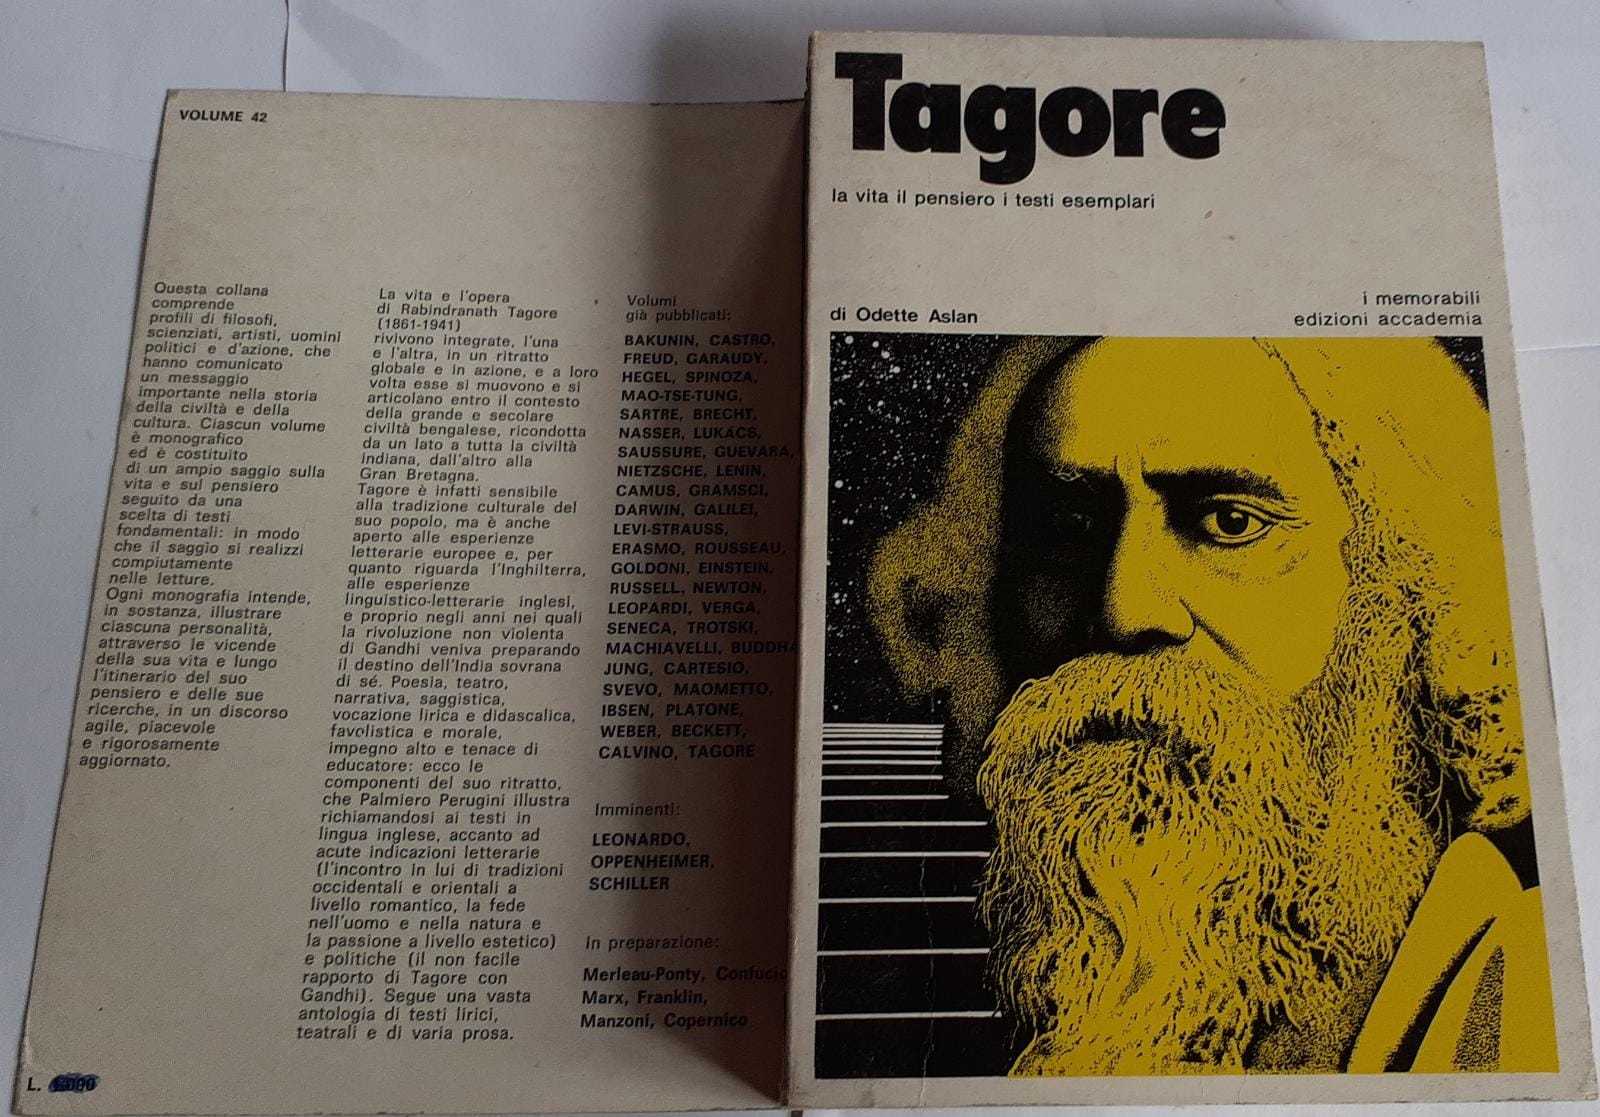 VOLUME 42
Questa collana
comprende
profili di filosofi,
scienziati, artisti, uomini
politici e d'azione, che
hanno comunicato
un messaggio
importante nella storia
della civiltà e della
cultura. Ciascun volume
è monografico
ed è costituito
di un ampio saggio sulla
vita e sul pensiero
seguito da una
scelta di testi
fondamentali: in modo
che il saggio si realizzi
compiutamente
nelle letture.
Ogni monografia intende,
in sostanza, illustrare
ciascuna personalità,
attraverso le vicende
della sua vita e lungo
l'itinerario del suo
pensiero e delle sue
ricerche, in un discorso
agile, piacevole
e rigorosamente
aggiornato.
L.
La vita e l'opera
di Rabindranath Tagore
(1861-1941)
rivivono integrate, l'una
e l'altra, in un ritratto
globale e in azione, e a loro
volta esse si muovono e si
articolano entro il contesto
della grande e secolare
civiltà bengalese, ricondotta
da un lato a tutta la civiltà
indiana, dall'altro alla
Gran Bretagna.
Tagore è infatti sensibile
alla tradizione culturale del
suo popolo, ma è anche
aperto alle esperienze
letterarie europee e, per
quanto riguarda l'Inghilterra,
alle esperienze
linguistico-letterarie inglesi,
e proprio negli anni nei quali
la rivoluzione non violenta
di Gandhi veniva preparando
il destino dell'India sovrana
di sé. Poesia, teatro,
narrativa, saggistica,
vocazione lirica e didascalica,
favolistica e morale,
impegno alto e tenace di
educatore: ecco le
componenti del suo ritratto,
che Palmiero Perugini illustra
richiamandosi ai testi in
lingua inglese, accanto ad
acute indicazioni letterarie
(l'incontro in lui di tradizioni
occidentali e orientali a
livello romantico, la fede
nell'uomo e nella natura e
la passione a livello estetico)
e politiche (il non facile
rapporto di Tagore con
Gandhi). Segue una vasta
antologia di testi lirici,
teatrali e di varia prosa.
Volumi
già pubblicati:
BAKUNIN, CASTRO,
FREUD, GARAUDY,
HEGEL, SPINOZA,
MAO-TSE-TUNG,
SARTRE, BRECHT,
NASSER, LUKÁCS,
SAUSSURE, GUEVARA,
NIETZSCHE, LENIN,
CAMUS, GRAMSCI,
DARWIN, GALILEI,
LEVI-STRAUSS,
ERASMO, ROUSSEAU,
GOLDONI, EINSTEIN,
RUSSELL, NEWTON,
LEOPARDI, VERGA,
SENECA, TROTSKI,
MACHIAVELLI, BUDDHA
JUNG, CARTESIO,
SVEVO, MAOMETTO,
IBSEN, PLATONE,
WEBER, BECKETT,
CALVINO, TAGORE
Imminenti:
LEONARDO,
OPPENHEIMER,
SCHILLER
In preparazione:
Merleau-Ponty, Confucio
Marx, Franklin,
Manzoni, Copernico
Tagore
la vita il pensiero i testi esemplari
di Odette Aslan
i memorabili
edizioni accademia